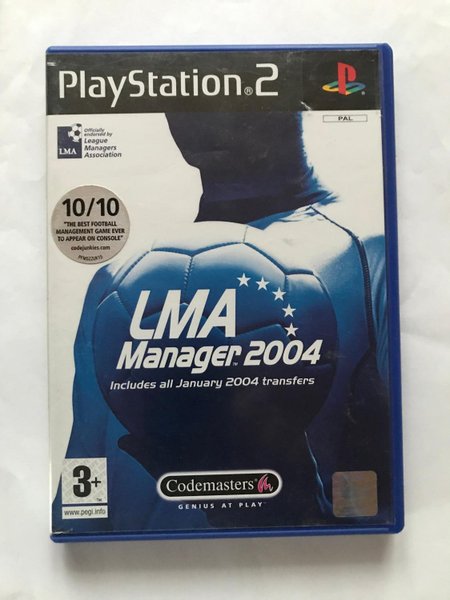 PlayStation®2
PAL
Officially
endorsed by
League
Managers
Association
LMA
10/10
"THE BEST FOOTBALL
MANAGEMENT GAME EVER
TO APPEAR ON CONSOLE"
codejunkies.com
LMA
Manager™ 2004
Includes all January 2004 transfers
3+
www.pegi.info
Codemasters
GENIUS AT PLAY™